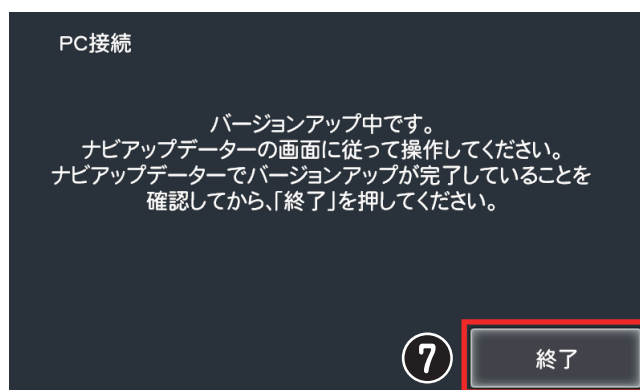 PC接続
バージョンアップ中です。
ナビアップデーターの画面に従って操作してください。
ナビアップデーターでバージョンアップが完了していることを
確認してから、「終了」を押してください。
❼ 終了